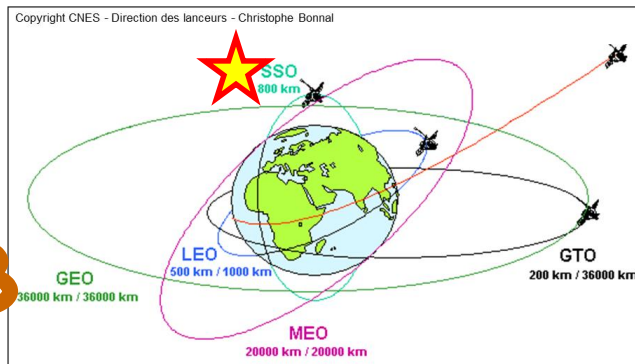 Copyright CNES - Direction des lanceurs - Christophe Bonnal
SSO
800 km
LEO
500 km / 1000 km
GTO
200 km / 36000 km
GEO
36000 km / 36000 km
MEO
20000 km / 20000 km